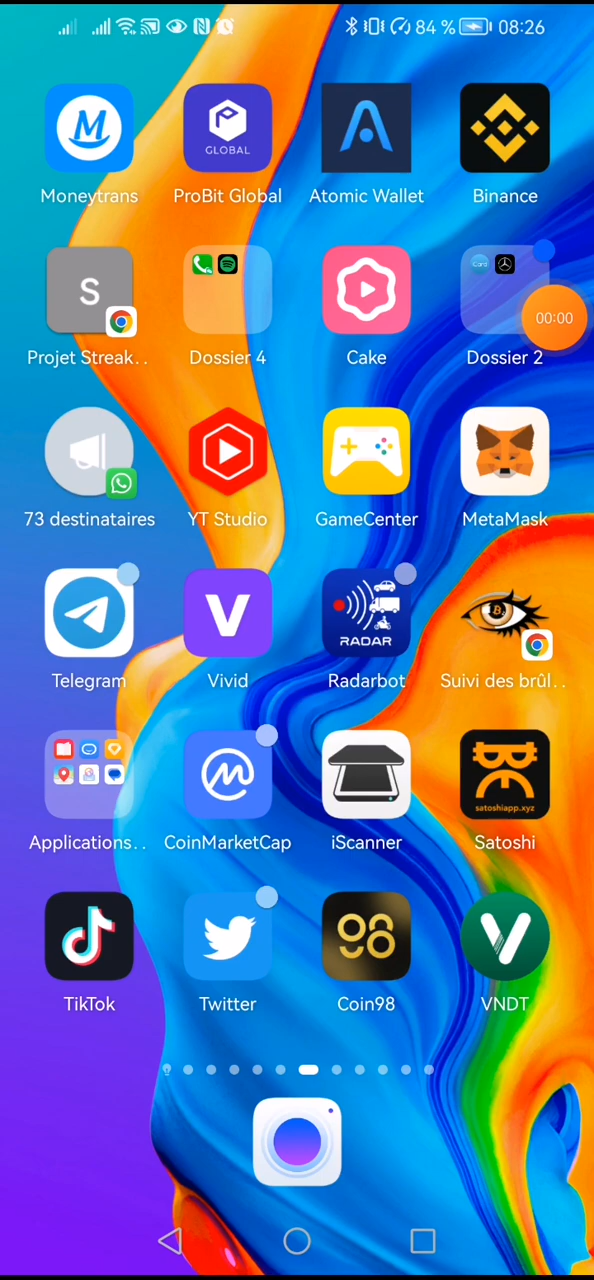 84 % 08:26
M
GLOBAL
Moneytrans ProBit Global Atomic Wallet Binance
S
Card
00:00
Projet Streak.. Dossier 4 Cake Dossier 2
73 destinataires YT Studio GameCenter MetaMask
V
RADAR
Telegram Vivid Radarbot Suivi des brûl..
satoshiapp.xyz
Applications.. CoinMarketCap iScanner Satoshi
98
TikTok Twitter Coin98 VNDT